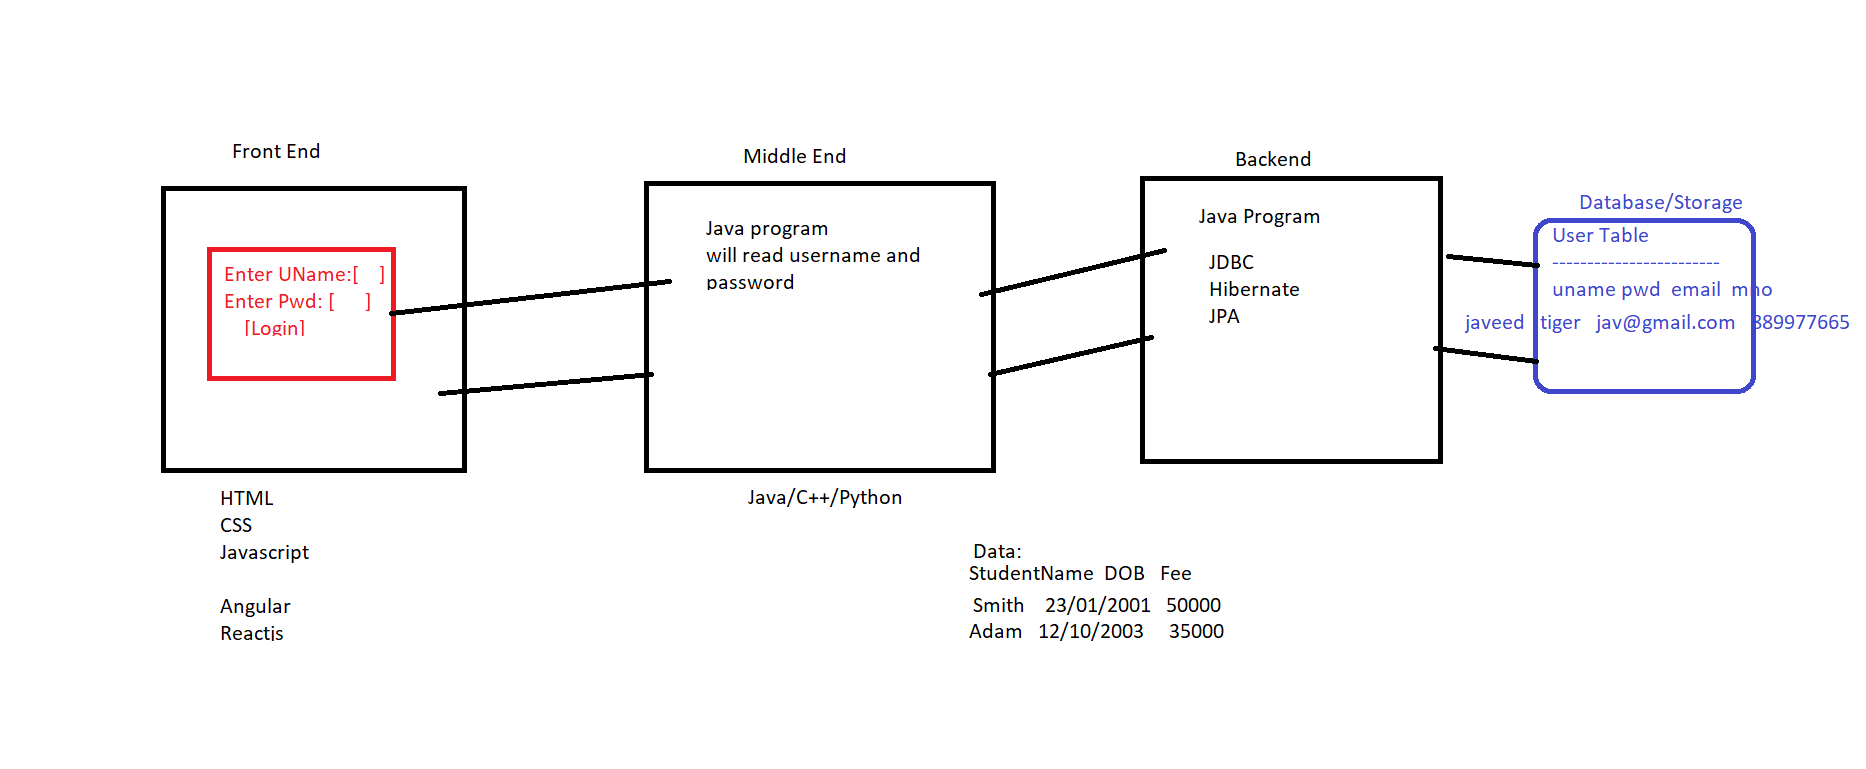 Front End
Enter UName:[ ]
Enter Pwd: [ ]
[Login]
HTML
CSS
Javascript
Angular
Reactjs
Middle End
Java program
will read username and
password
Java/C++/Python
Backend
Java Program
JDBC
Hibernate
JPA
Database/Storage
User Table
------------------------
uname pwd email mno
javeed tiger jav@gmail.com 889977665
Data:
StudentName DOB Fee
Smith 23/01/2001 50000
Adam 12/10/2003 35000